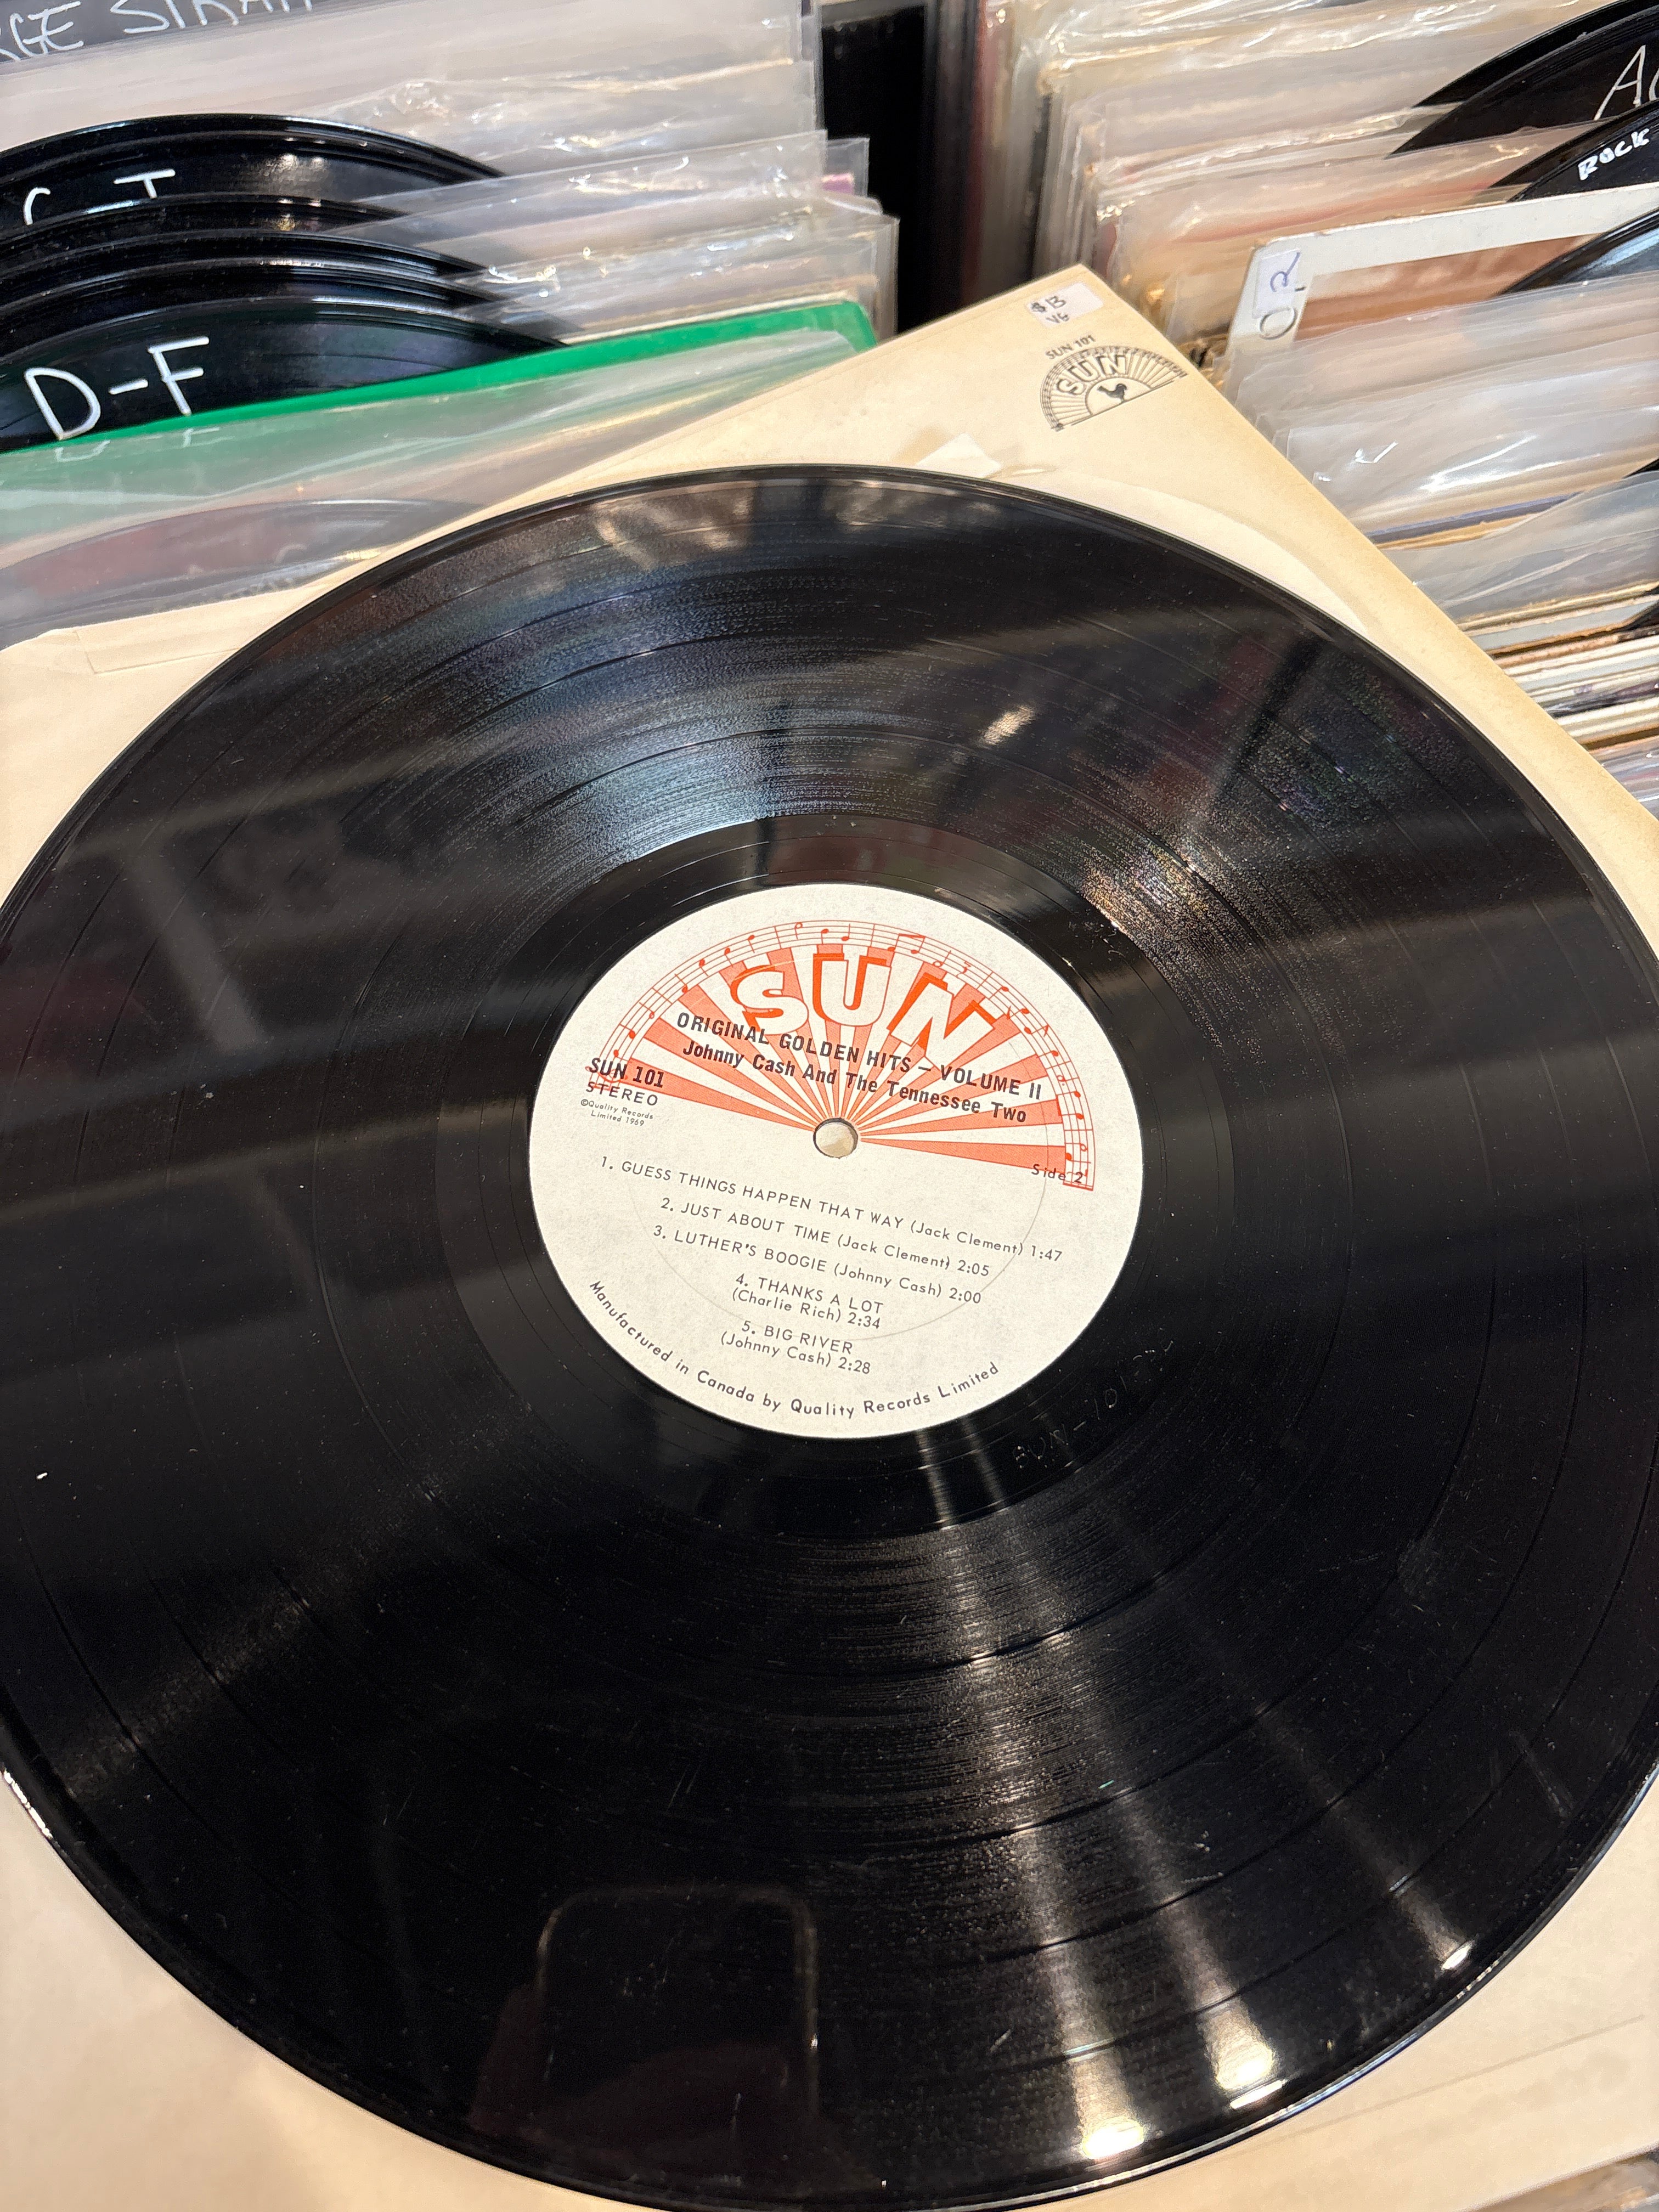 D-F
ROCK
$13
VG
SUN 101
SUN
SUN
ORIGINAL GOLDEN HITS – VOLUME II
Johnny Cash And The Tennessee Two
SUN 101
STEREO
©Quality Records
Limited 1969
Side 2
1. GUESS THINGS HAPPEN THAT WAY (Jack Clement) 1:47
2. JUST ABOUT TIME (Jack Clement) 2:05
3. LUTHER'S BOOGIE (Johnny Cash) 2:00
4. THANKS A LOT
(Charlie Rich) 2:34
5. BIG RIVER
(Johnny Cash) 2:28
Manufactured in Canada by Quality Records Limited